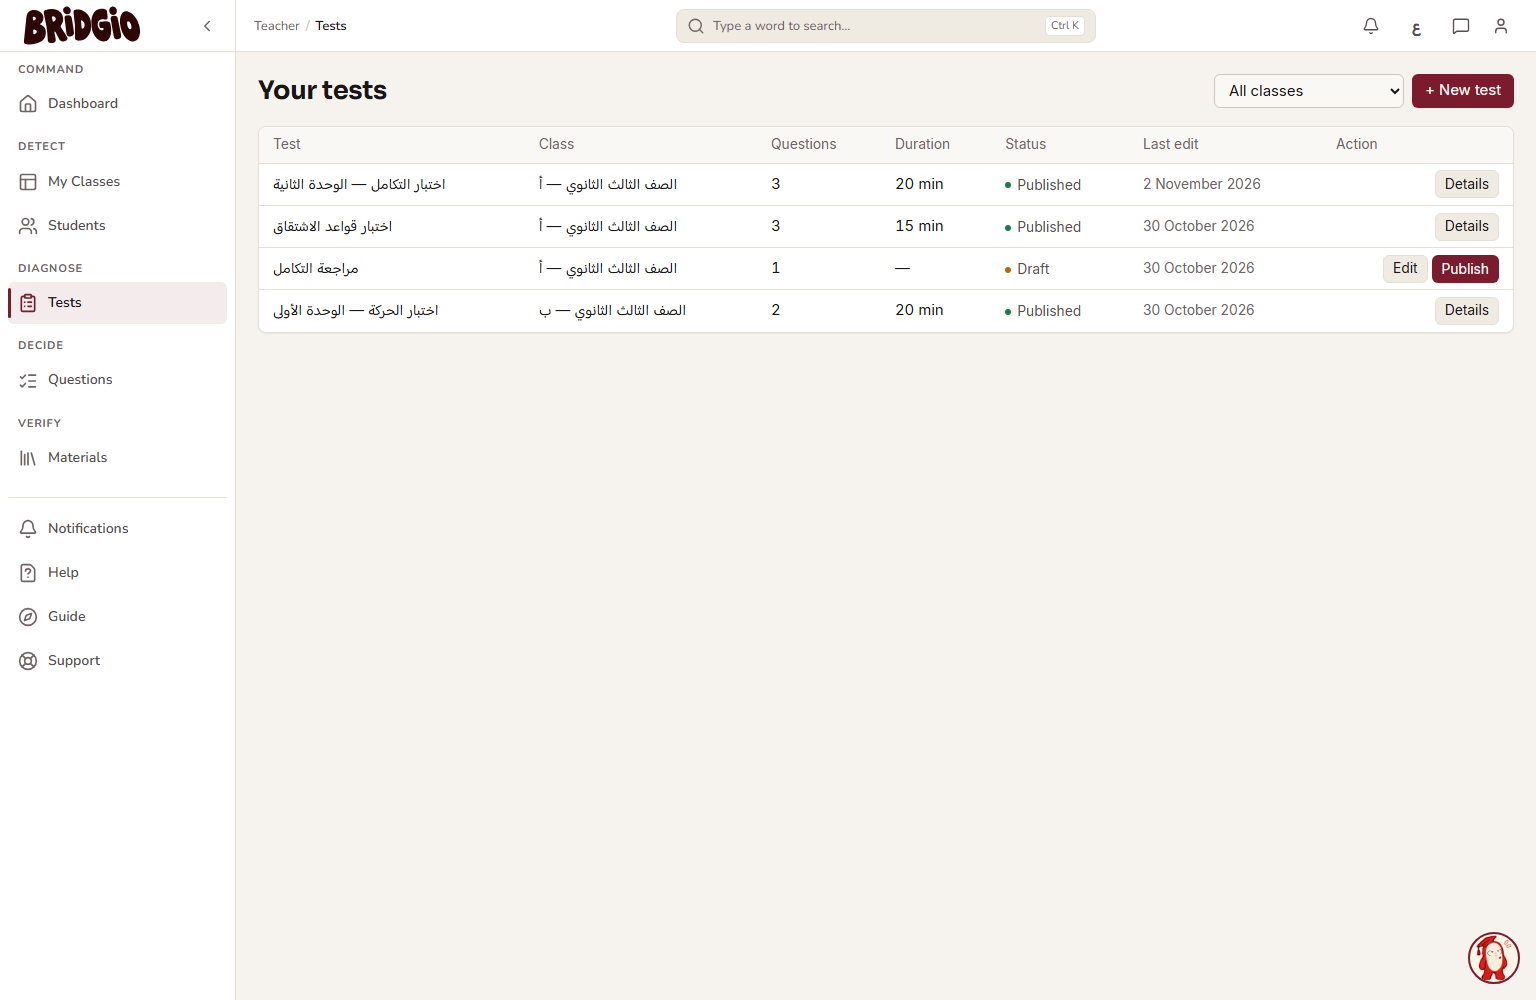 BRiDGiO
Teacher / Tests
Type a word to search...
Ctrl K
ع
COMMAND
Dashboard
DETECT
My Classes
Students
DIAGNOSE
Tests
DECIDE
Questions
VERIFY
Materials
Notifications
Help
Guide
Support
Your tests
All classes
+ New test
Test Class Questions Duration Status Last edit Action
اختبار التكامل — الوحدة الثانية الصف الثالث الثانوي — أ 3 20 min Published 2 November 2026 Details
اختبار قواعد الاشتقاق الصف الثالث الثانوي — أ 3 15 min Published 30 October 2026 Details
مراجعة التكامل الصف الثالث الثانوي — أ 1 — Draft 30 October 2026 Edit Publish
اختبار الحركة — الوحدة الأولى الصف الثالث الثانوي — ب 2 20 min Published 30 October 2026 Details